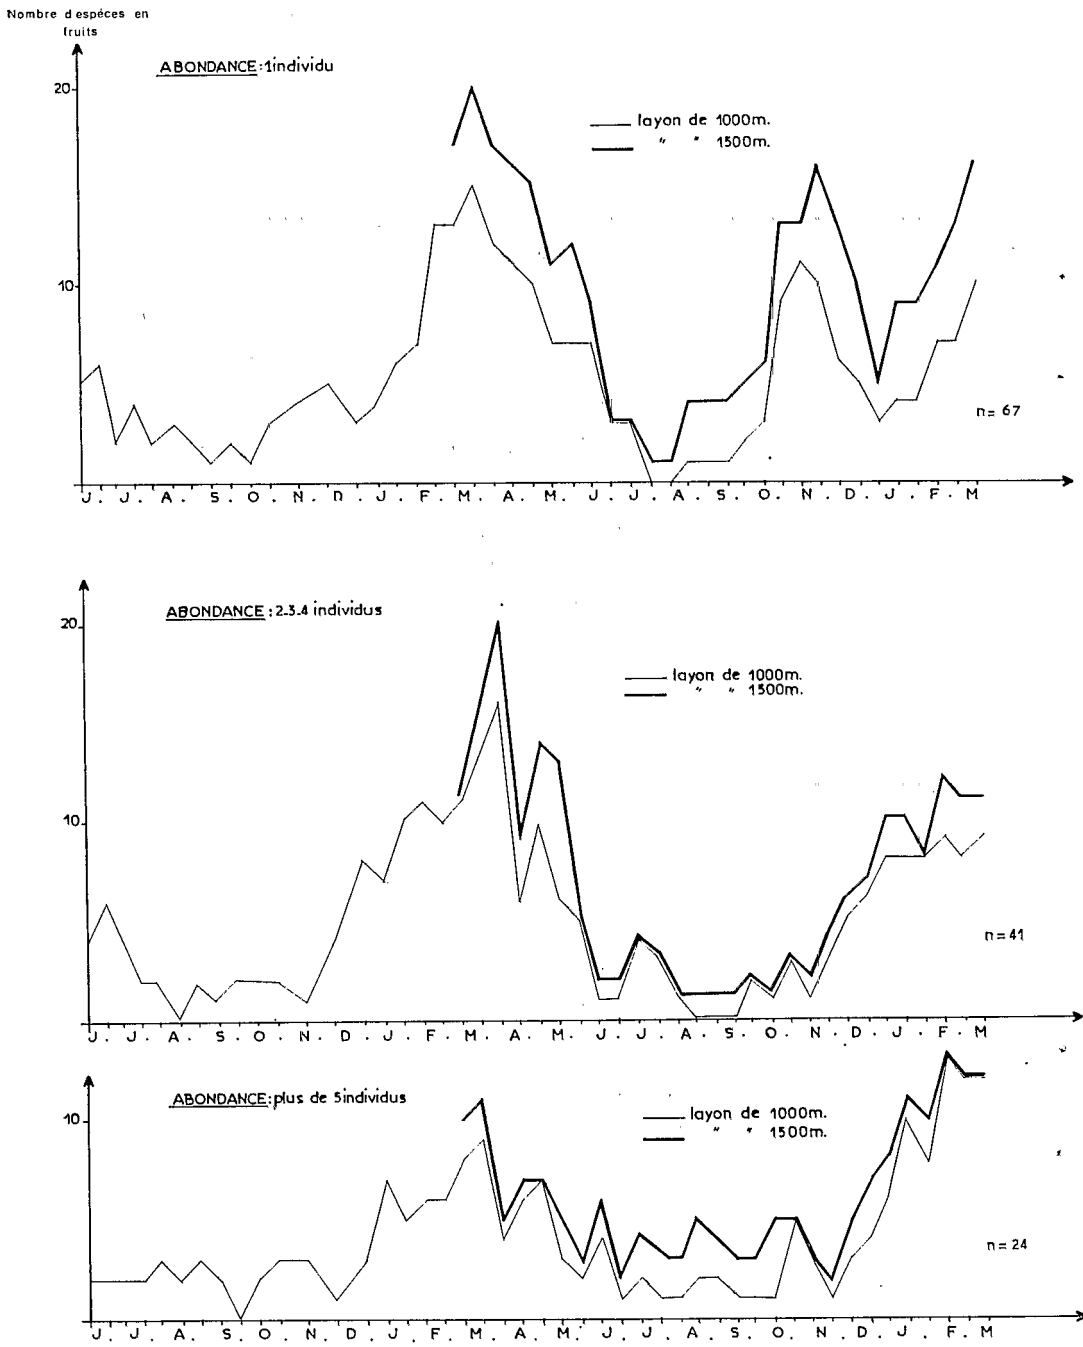 Nombre d espéces en
fruits
ABONDANCE:1individu
20
layon de 1000m.
" " 1500m.
10
n= 67
J . J . A . S . O . N . D . J . F . M . A . M . J . J . A . S . O . N . D . J . F . M
ABONDANCE : 2-3-4 individus
20
layon de 1000m.
" " 1500m.
10
n=41
J . J . A . S . O . N . D . J . F . M . A . M . J . J . A . S . O . N . D . J . F . M
ABONDANCE: plus de 5individus
10
layon de 1000m.
" " 1500m.
n=24
J . J . A . S . O . N . D . J . F . M . A . M . J . J . A . S . O . N . D . J . F . M